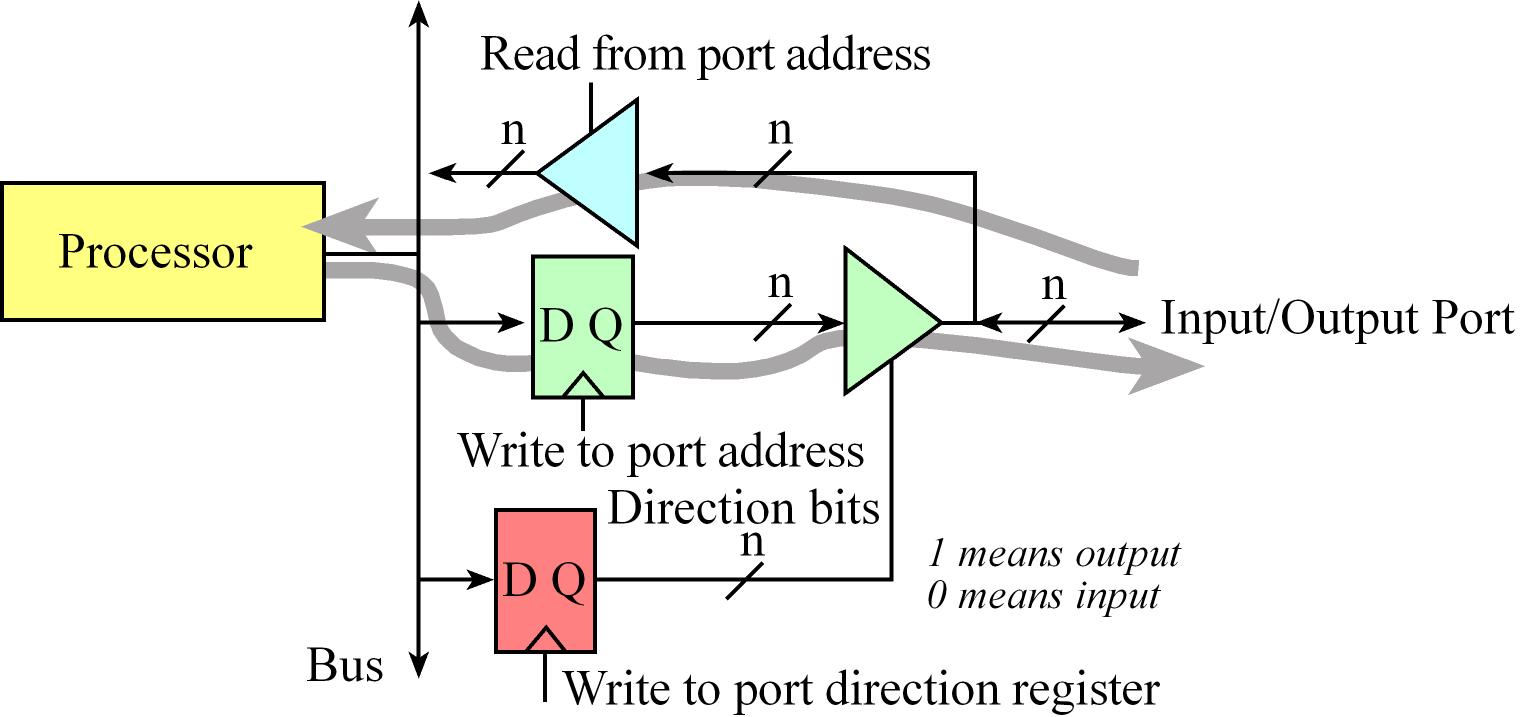 Read from port address
n
n
Processor
D Q
n
n
Input/Output Port
Write to port address
Direction bits
n
D Q
1 means output
0 means input
Bus
Write to port direction register